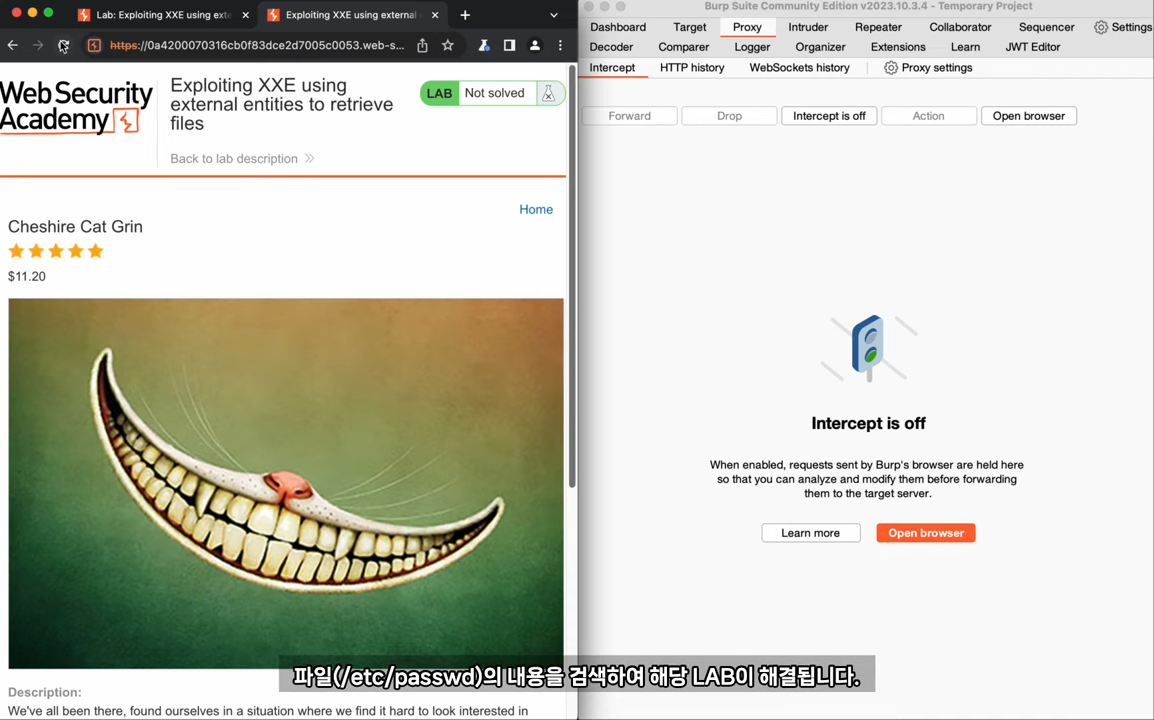 Lab: Exploiting XXE using exte
Exploiting XXE using external
https://0a4200070316cb0f83dce2d7005c0053.web-s...
WebSecurity
Academy
Exploiting XXE using
external entities to retrieve
files
LAB
Not solved
Back to lab description
Home
Cheshire Cat Grin
$11.20
Description:
We've all been there, found ourselves in a situation where we find it hard to look interested in
Burp Suite Community Edition v2023.10.3.4 - Temporary Project
Dashboard Target Proxy Intruder Repeater Collaborator Sequencer Settings
Decoder Comparer Logger Organizer Extensions Learn JWT Editor
Intercept HTTP history WebSockets history Proxy settings
Forward Drop Intercept is off Action Open browser
Intercept is off
When enabled, requests sent by Burp's browser are held here
so that you can analyze and modify them before forwarding
them to the target server.
Learn more Open browser
파일(/etc/passwd)의 내용을 검색하여 해당 LAB이 해결됩니다.